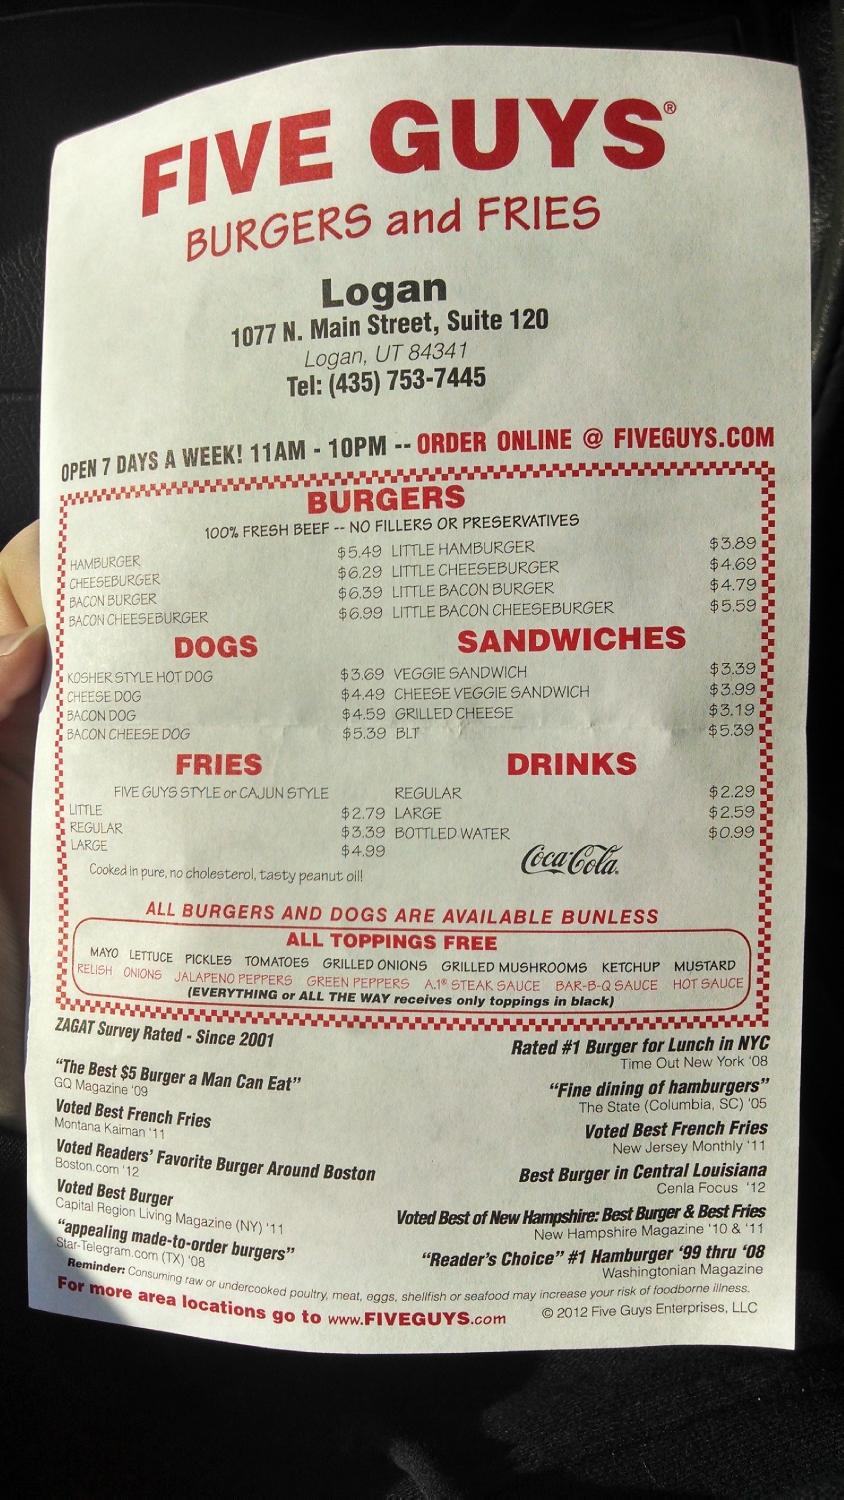 FIVE GUYS®
BURGERS and FRIES
Logan
1077 N. Main Street, Suite 120
Logan, UT 84341
Tel: (435) 753-7445
OPEN 7 DAYS A WEEK! 11AM - 10PM -- ORDER ONLINE @ FIVEGUYS.COM
BURGERS
100% FRESH BEEF -- NO FILLERS OR PRESERVATIVES
HAMBURGER $5.49 LITTLE HAMBURGER $3.89
CHEESEBURGER $6.29 LITTLE CHEESEBURGER $4.69
BACON BURGER $6.39 LITTLE BACON BURGER $4.79
BACON CHEESEBURGER $6.99 LITTLE BACON CHEESEBURGER $5.59
DOGS SANDWICHES
KOSHER STYLE HOT DOG $3.69 VEGGIE SANDWICH $3.39
CHEESE DOG $4.49 CHEESE VEGGIE SANDWICH $3.99
BACON DOG $4.59 GRILLED CHEESE $3.19
BACON CHEESE DOG $5.39 BLT $5.39
FRIES DRINKS
FIVE GUYS STYLE or CAJUN STYLE REGULAR $2.29
LITTLE $2.79 LARGE $2.59
REGULAR $3.39 BOTTLED WATER $0.99
LARGE $4.99
Coca-Cola®
Cooked in pure, no cholesterol, tasty peanut oil!
ALL BURGERS AND DOGS ARE AVAILABLE BUNLESS
ALL TOPPINGS FREE
MAYO LETTUCE PICKLES TOMATOES GRILLED ONIONS GRILLED MUSHROOMS KETCHUP MUSTARD
RELISH ONIONS JALAPENO PEPPERS GREEN PEPPERS A.1® STEAK SAUCE BAR-B-Q SAUCE HOT SAUCE
(EVERYTHING or ALL THE WAY receives only toppings in black)
ZAGAT Survey Rated - Since 2001
"The Best $5 Burger a Man Can Eat"
GQ Magazine '09
Voted Best French Fries
Montana Kaiman '11
Voted Readers' Favorite Burger Around Boston
Boston.com '12
Voted Best Burger
Capital Region Living Magazine (NY) '11
"appealing made-to-order burgers"
Star-Telegram.com (TX) '08
Rated #1 Burger for Lunch in NYC
Time Out New York '08
"Fine dining of hamburgers"
The State (Columbia, SC) '05
Voted Best French Fries
New Jersey Monthly '11
Best Burger in Central Louisiana
Cenla Focus '12
Voted Best of New Hampshire: Best Burger & Best Fries
New Hampshire Magazine '10 & '11
"Reader's Choice" #1 Hamburger '99 thru '08
Washingtonian Magazine
Reminder: Consuming raw or undercooked poultry, meat, eggs, shellfish or seafood may increase your risk of foodborne illness.
For more area locations go to www.FIVEGUYS.com © 2012 Five Guys Enterprises, LLC